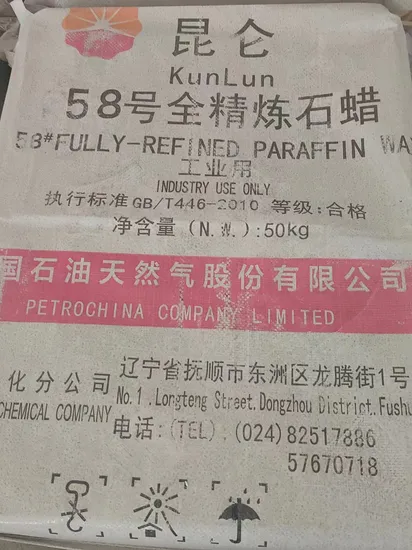 昆仑
KunLun
58号全精炼石蜡
58#FULLY-REFINED PARAFFIN WA
工业用
INDUSTRY USE ONLY
执行标准 GB/T446-2010 等级:合格
净含量(N.W.):50kg
国石油天然气股份有限公司
PETROCHINA COMPANY LIMITED
化分公司
CHEMICAL COMPANY
辽宁省抚顺市东洲区龙腾街1号
No.1.Longteng Street.Dongzhou District.Fushu
电话:(TEL):(024)82517886
57670718